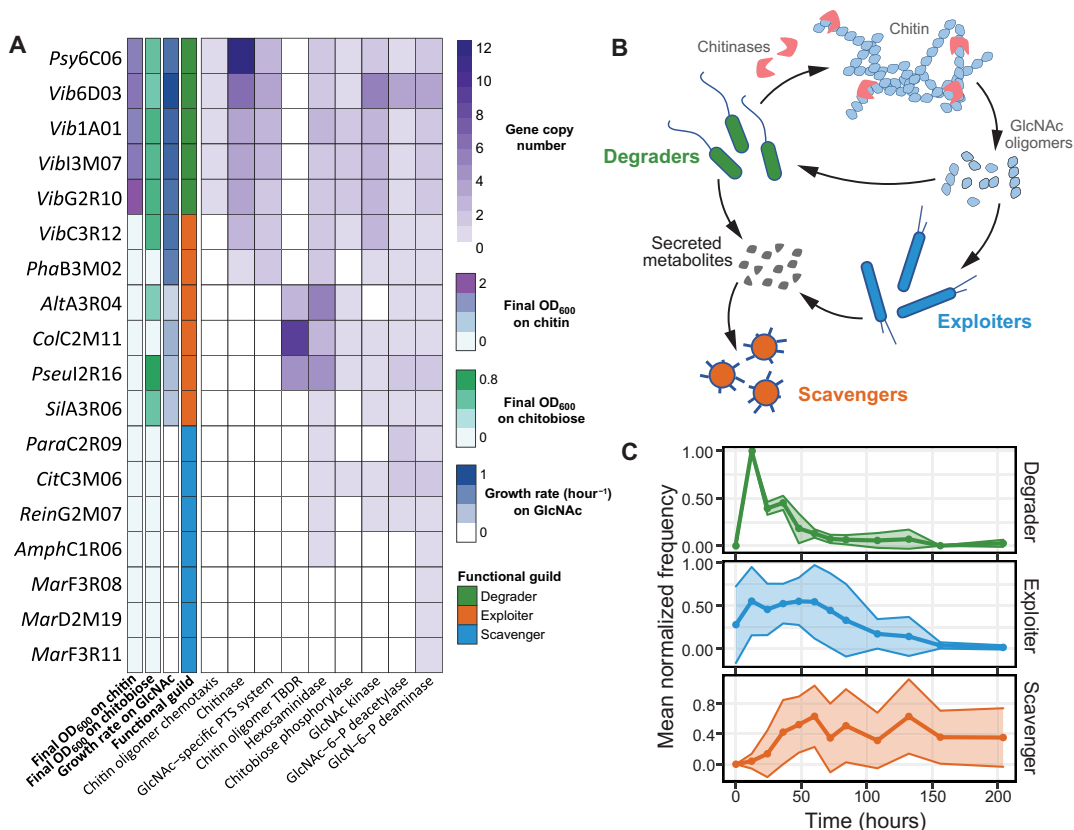 A
Psy6C06
Vib6D03
Vib1A01
VibI3M07
VibG2R10
VibC3R12
PhaB3M02
AltA3R04
ColC2M11
PseuI2R16
SilA3R06
ParaC2R09
CitC3M06
ReinG2M07
AmphC1R06
MarF3R08
MarD2M19
MarF3R11
Final OD600 on chitin
Final OD600 on chitobiose
Growth rate on GlcNAc
Functional guild
Chitin oligomer chemotaxis
Chitinase
GlcNAc–specific PTS system
Chitin oligomer TBDR
Hexosaminidase
Chitobiose phosphorylase
GlcNAc kinase
GlcNAc–6–P deacetylase
GlcN–6–P deaminase
12
10
8
6
4
2
0
Gene copy
number
2
0
Final OD600
on chitin
0.8
0
Final OD600
on chitobiose
1
0
Growth rate (hour−1)
on GlcNAc
Functional guild
Degrader
Exploiter
Scavenger
B
Chitinases
Chitin
GlcNAc
oligomers
Degraders
Secreted
metabolites
Exploiters
Scavengers
C
Mean normalized frequency
1.00
0.50
0.00
Degrader
1.00
0.50
0.00
Exploiter
0.8
0.4
0.0
Scavenger
0
50
100
150
200
Time (hours)